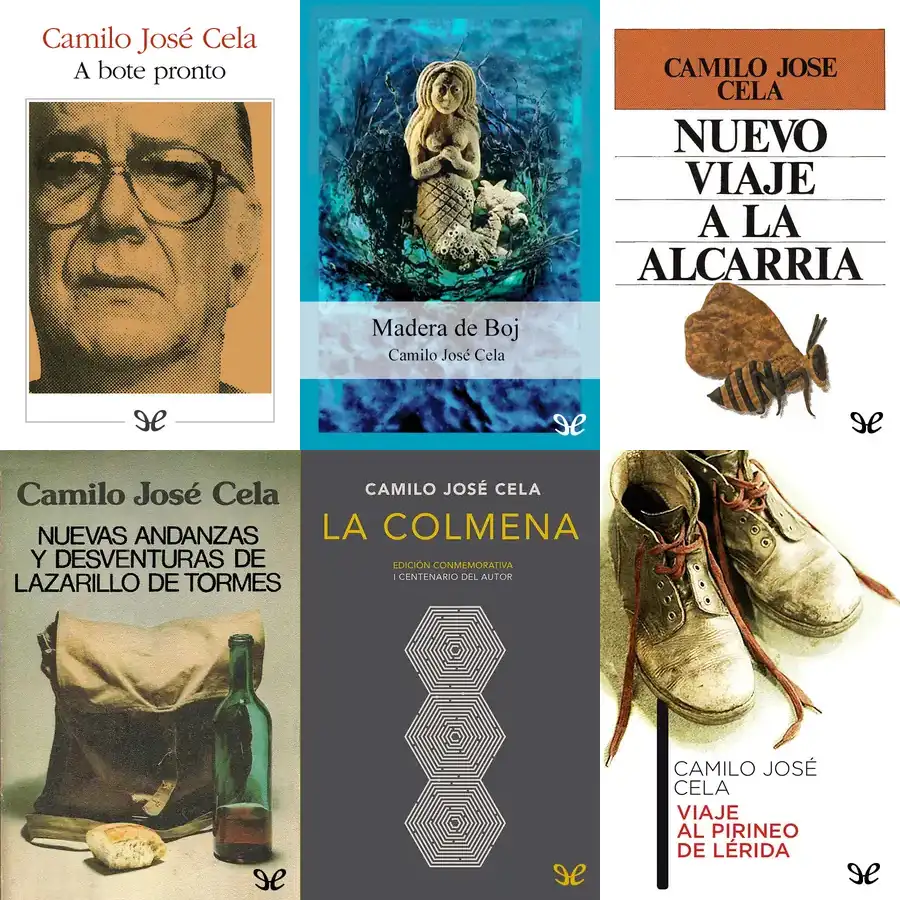 Camilo José Cela
A bote pronto
Madera de Boj
Camilo José Cela
CAMILO JOSE
CELA
NUEVO
VIAJE
A LA
ALCARRIA
Camilo José Cela
NUEVAS ANDANZAS
Y DESVENTURAS DE
LAZARILLO DE TORMES
CAMILO JOSÉ CELA
LA COLMENA
EDICIÓN CONMEMORATIVA
I CENTENARIO DEL AUTOR
CAMILO JOSÉ
CELA
VIAJE
AL PIRINEO
DE LÉRIDA